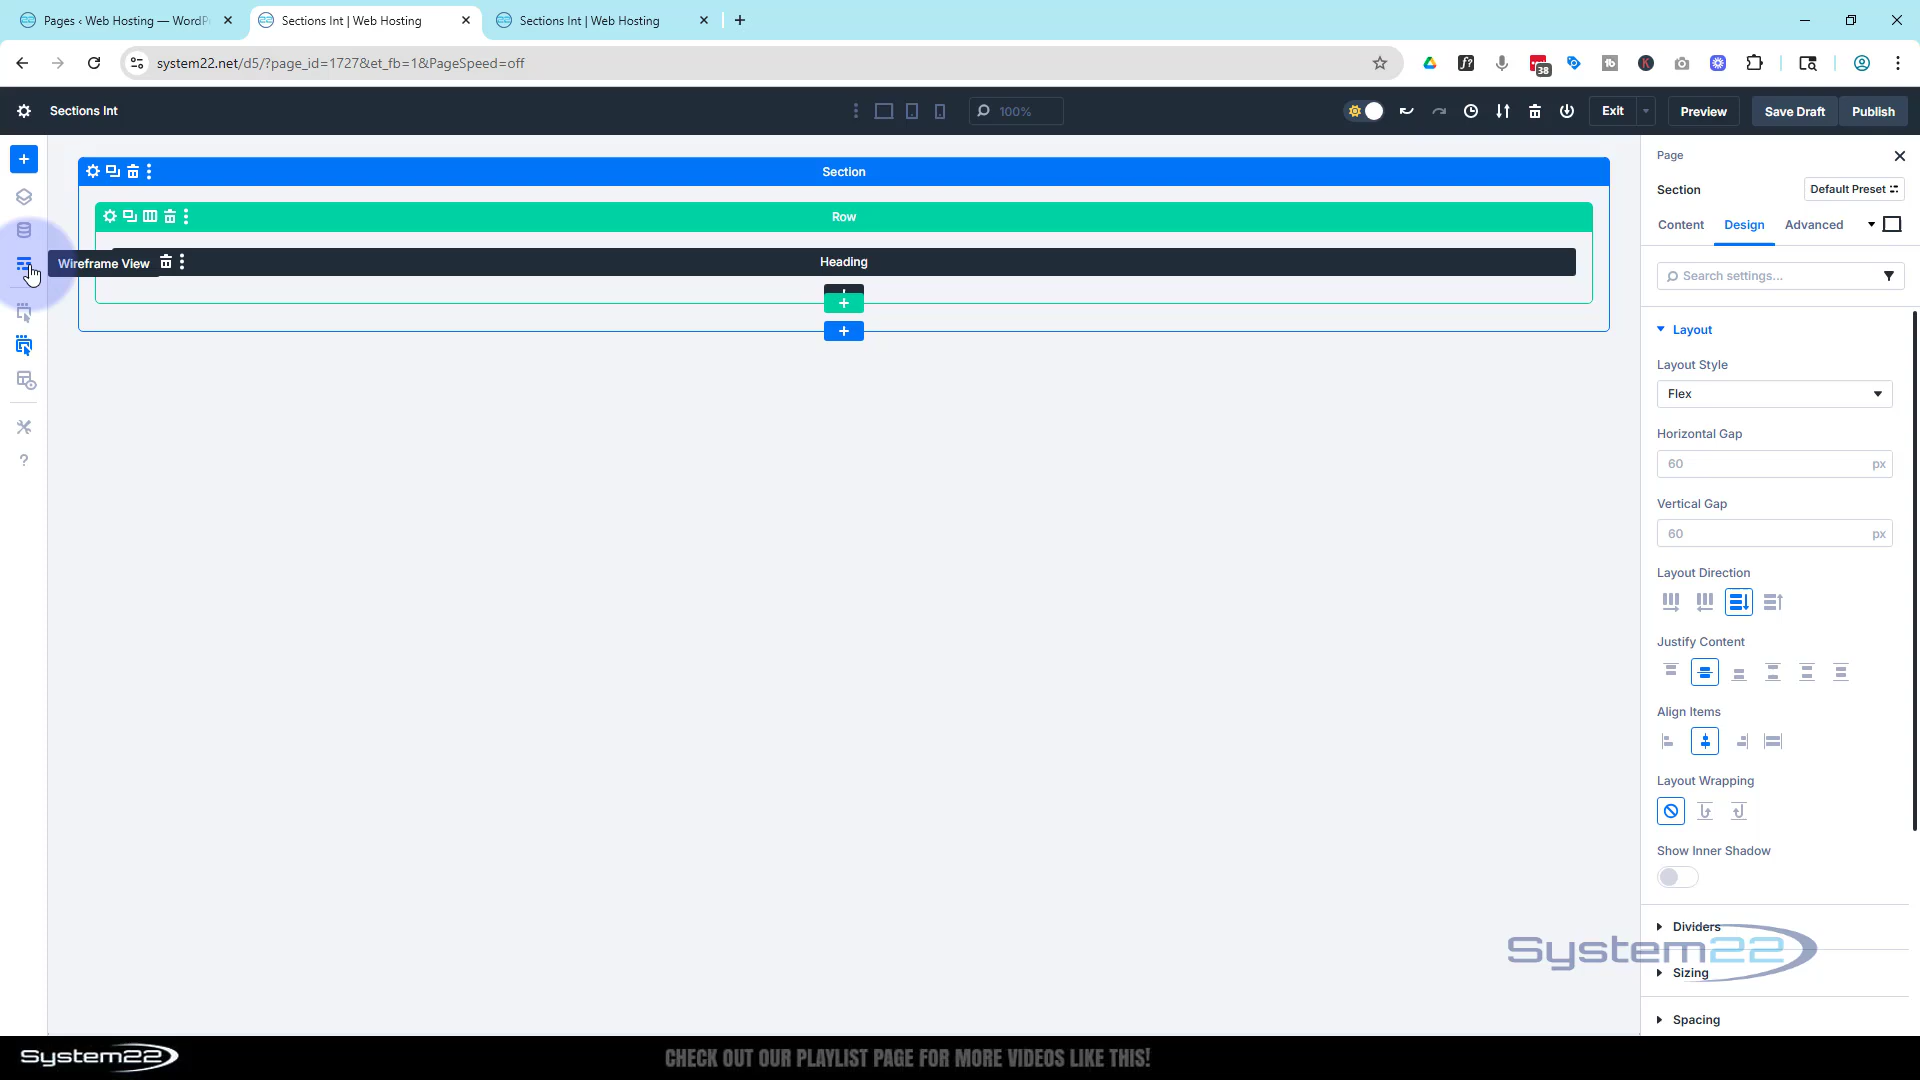 Pages ‹ Web Hosting — WordP
Sections Int | Web Hosting
Sections Int | Web Hosting
system22.net/d5/?page_id=1727&et_fb=1&PageSpeed=off
38
Sections Int
100%
Exit
Preview
Save Draft
Publish
Section
Row
Wireframe View
Heading
Page
Section
Default Preset
Content
Design
Advanced
Search settings...
Layout
Layout Style
Flex
Horizontal Gap
60
px
Vertical Gap
60
px
Layout Direction
Justify Content
Align Items
Layout Wrapping
Show Inner Shadow
Dividers
System22
Sizing
Spacing
System22
CHECK OUT OUR PLAYLIST PAGE FOR MORE VIDEOS LIKE THIS!